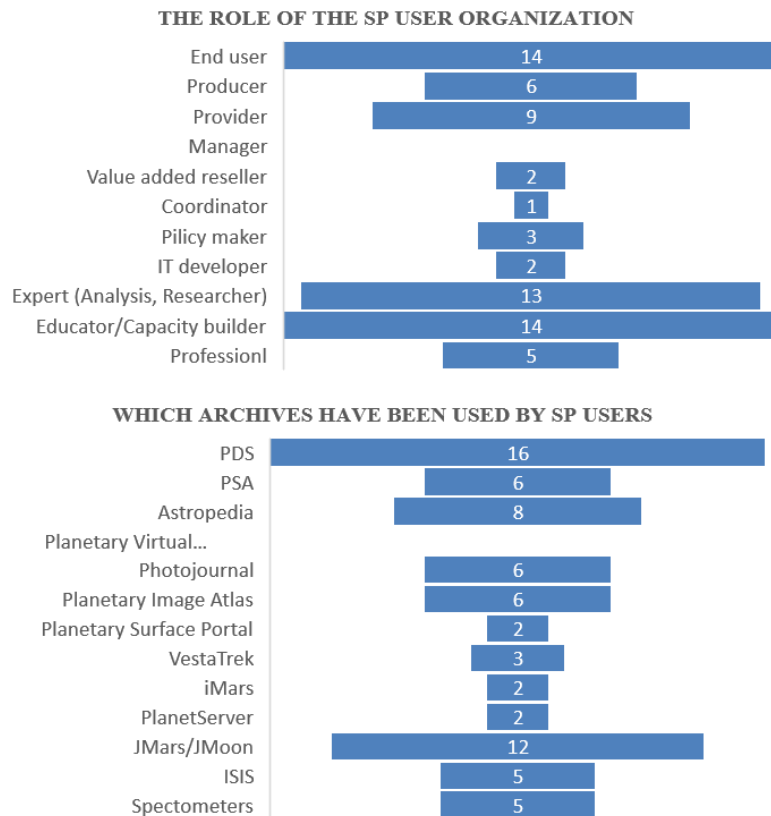 THE ROLE OF THE SP USER ORGANIZATION
End user 14
Producer 6
Provider 9
Manager
Value added reseller 2
Coordinator 1
Pilicy maker 3
IT developer 2
Expert (Analysis, Researcher) 13
Educator/Capacity builder 14
Professionl 5
WHICH ARCHIVES HAVE BEEN USED BY SP USERS
PDS 16
PSA 6
Astropedia 8
Planetary Virtual...
Photojournal 6
Planetary Image Atlas 6
Planetary Surface Portal 2
VestaTrek 3
iMars 2
PlanetServer 2
JMars/JMoon 12
ISIS 5
Spectometers 5